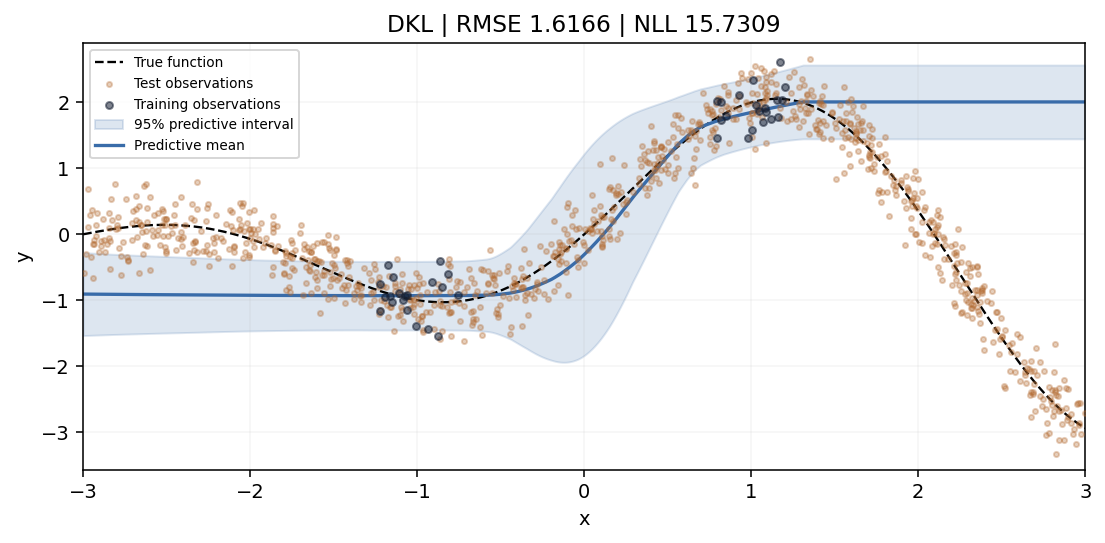 DKL | RMSE 1.6166 | NLL 15.7309
True function
Test observations
Training observations
95% predictive interval
Predictive mean
y
2
1
0
−1
−2
−3
−3
−2
−1
0
1
2
3
x